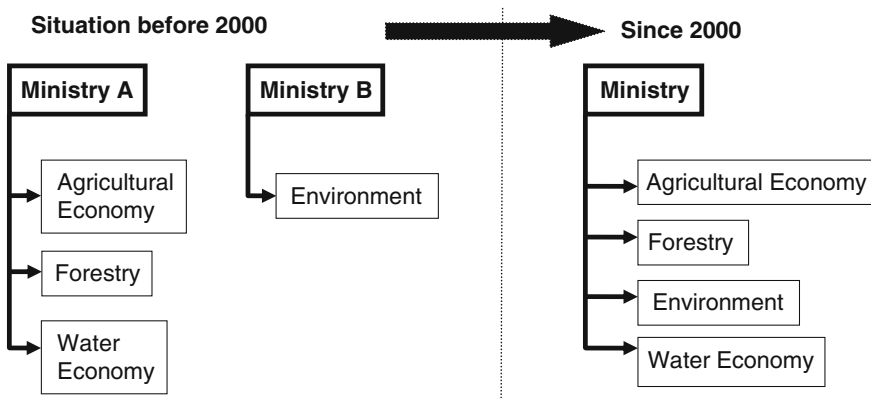 Situation before 2000
Since 2000
Ministry A
Ministry B
Ministry
Agricultural
Economy
Forestry
Water
Economy
Environment
Agricultural Economy
Forestry
Environment
Water Economy